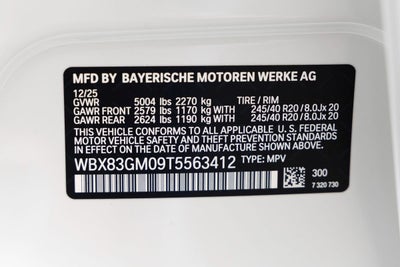 MFD BY BAYERISCHE MOTOREN WERKE AG
12/25
GVWR 5004 lbs 2270 kg TIRE / RIM
GAWR FRONT 2579 lbs 1170 kg 245/40 R20 / 8.0Jx 20
GAWR REAR 2624 lbs 1190 kg 245/40 R20 / 8.0Jx 20
THIS VEHICLE CONFORMS TO ALL APPLICABLE U. S. FEDERAL
MOTOR VEHICLE SAFETY AND THEFT PREVENTION STANDARDS
IN EFFECT ON THE DATE OF MANUFACTURE SHOWN ABOVE.
WBX83GM09T5563412 TYPE: MPV
300
7 320 730